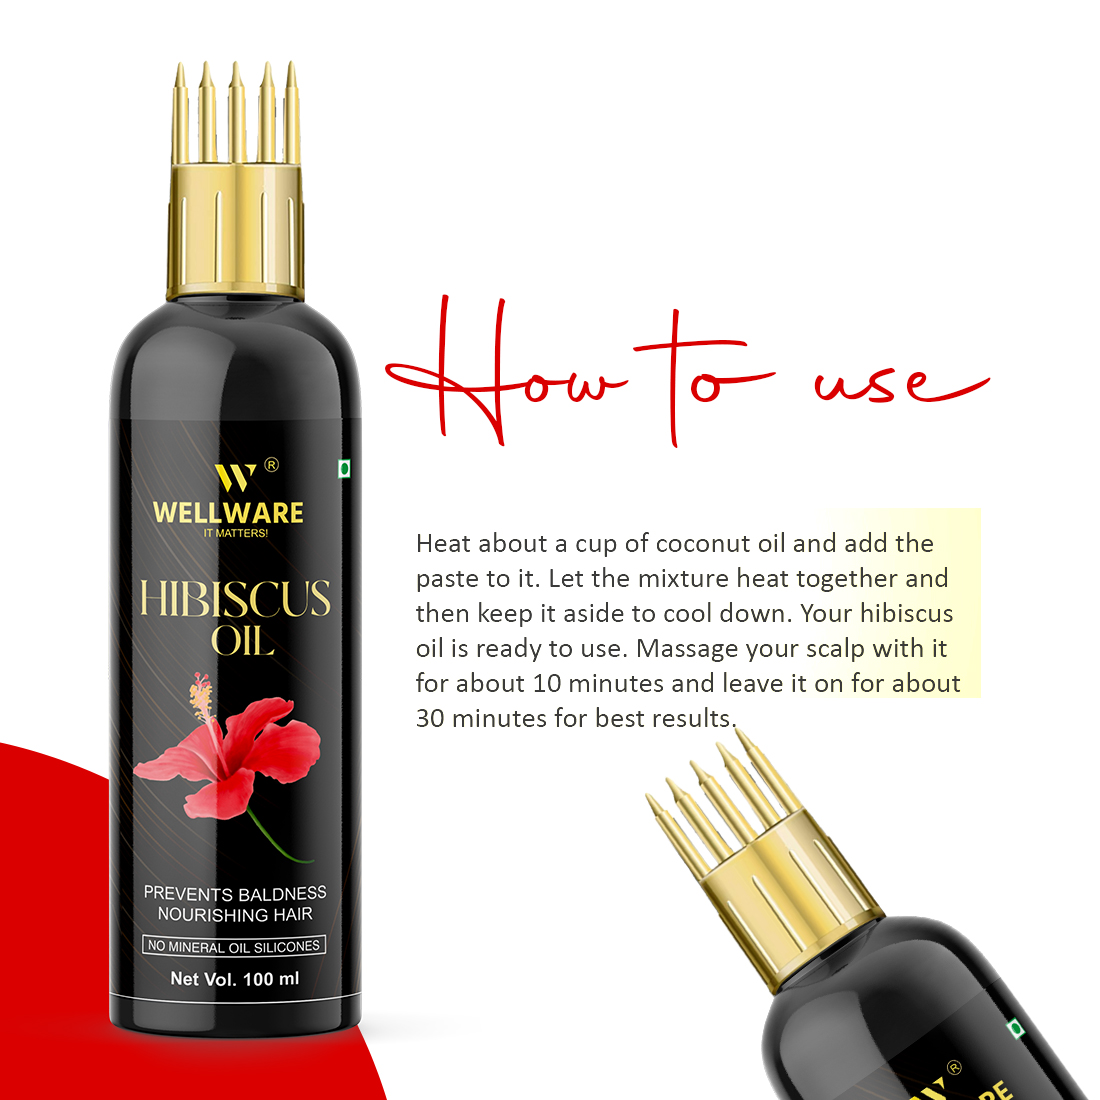 How to use
W®
WELLWARE
IT MATTERS!
HIBISCUS
OIL
PREVENTS BALDNESS
NOURISHING HAIR
NO MINERAL OIL SILICONES
Net Vol. 100 ml
Heat about a cup of coconut oil and add the
paste to it. Let the mixture heat together and
then keep it aside to cool down. Your hibiscus
oil is ready to use. Massage your scalp with it
for about 10 minutes and leave it on for about
30 minutes for best results.
W®
RE